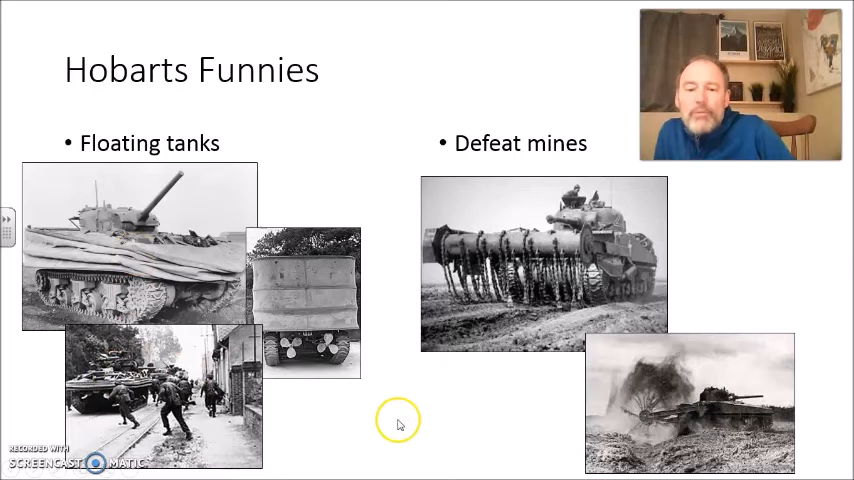 Hobarts Funnies
• Floating tanks
• Defeat mines
RECORDED WITH
SCREENCAST MATIC